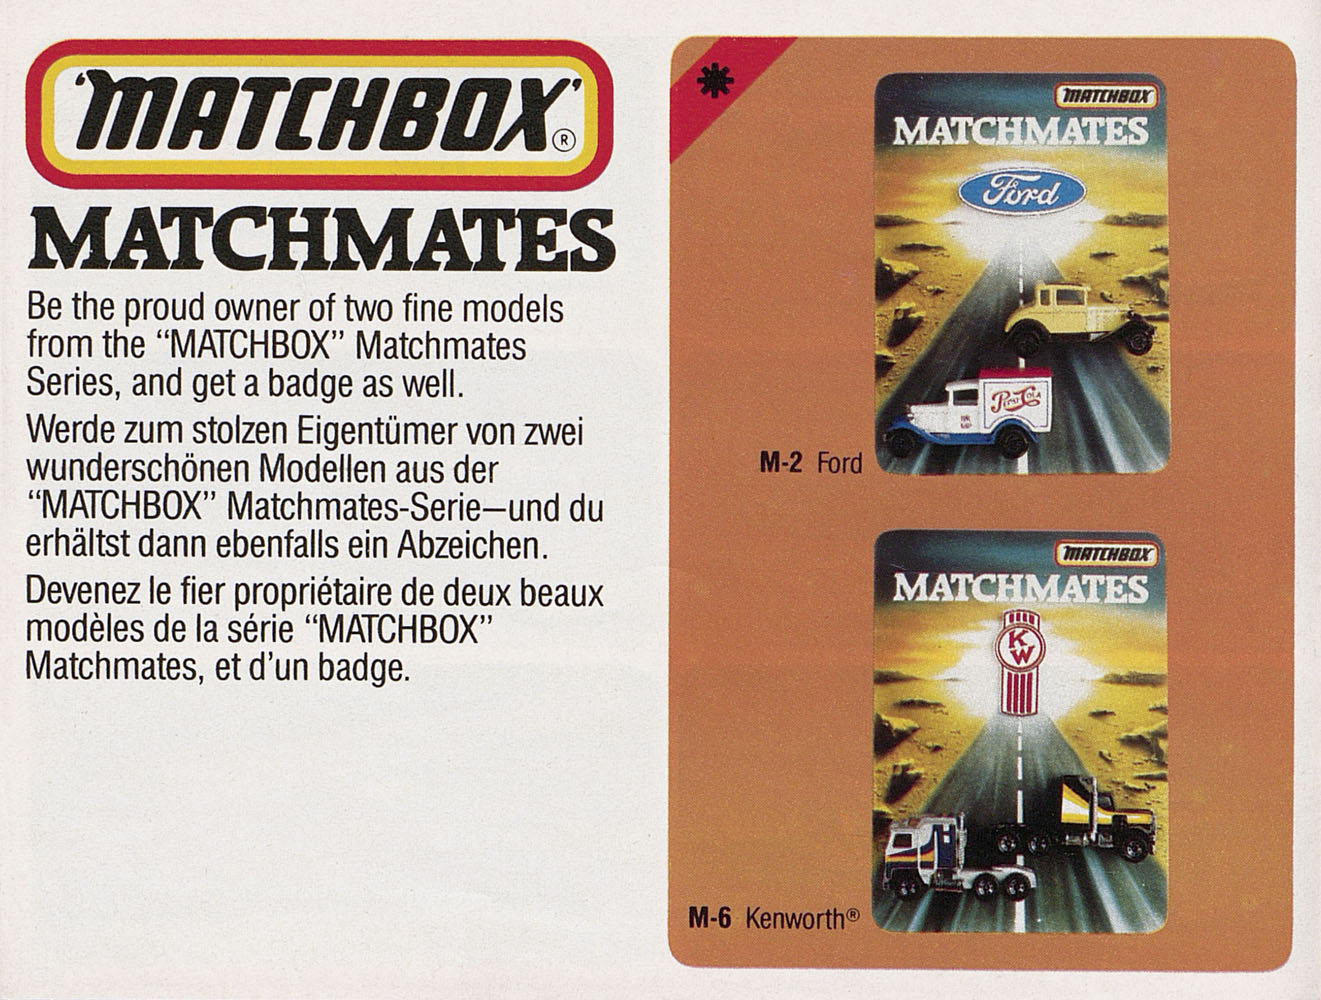 'MATCHBOX'®
MATCHMATES
Be the proud owner of two fine models
from the “MATCHBOX” Matchmates
Series, and get a badge as well.
Werde zum stolzen Eigentümer von zwei
wunderschönen Modellen aus der
“MATCHBOX” Matchmates-Serie—und du
erhältst dann ebenfalls ein Abzeichen.
Devenez le fier propriétaire de deux beaux
modèles de la série “MATCHBOX”
Matchmates, et d’un badge.
MATCHBOX
MATCHMATES
Ford
Pepsi-Cola
M-2 Ford
MATCHBOX
MATCHMATES
KW
M-6 Kenworth®